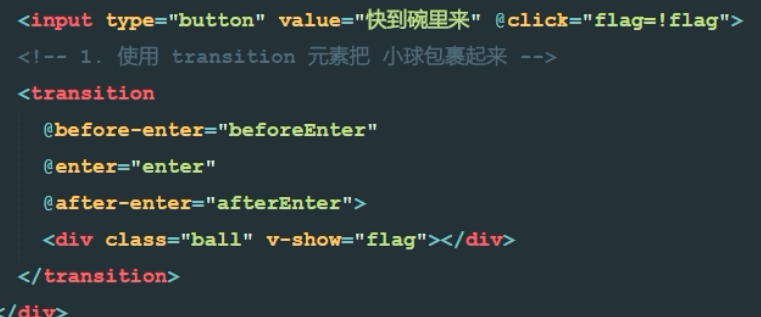 <input type="button" value="快到碗里来" @click="flag=!flag">
<!-- 1. 使用 transition 元素把 小球包裹起来 -->
<transition
@before-enter="beforeEnter"
@enter="enter"
@after-enter="afterEnter">
<div class="ball" v-show="flag"></div>
</transition>
</div>